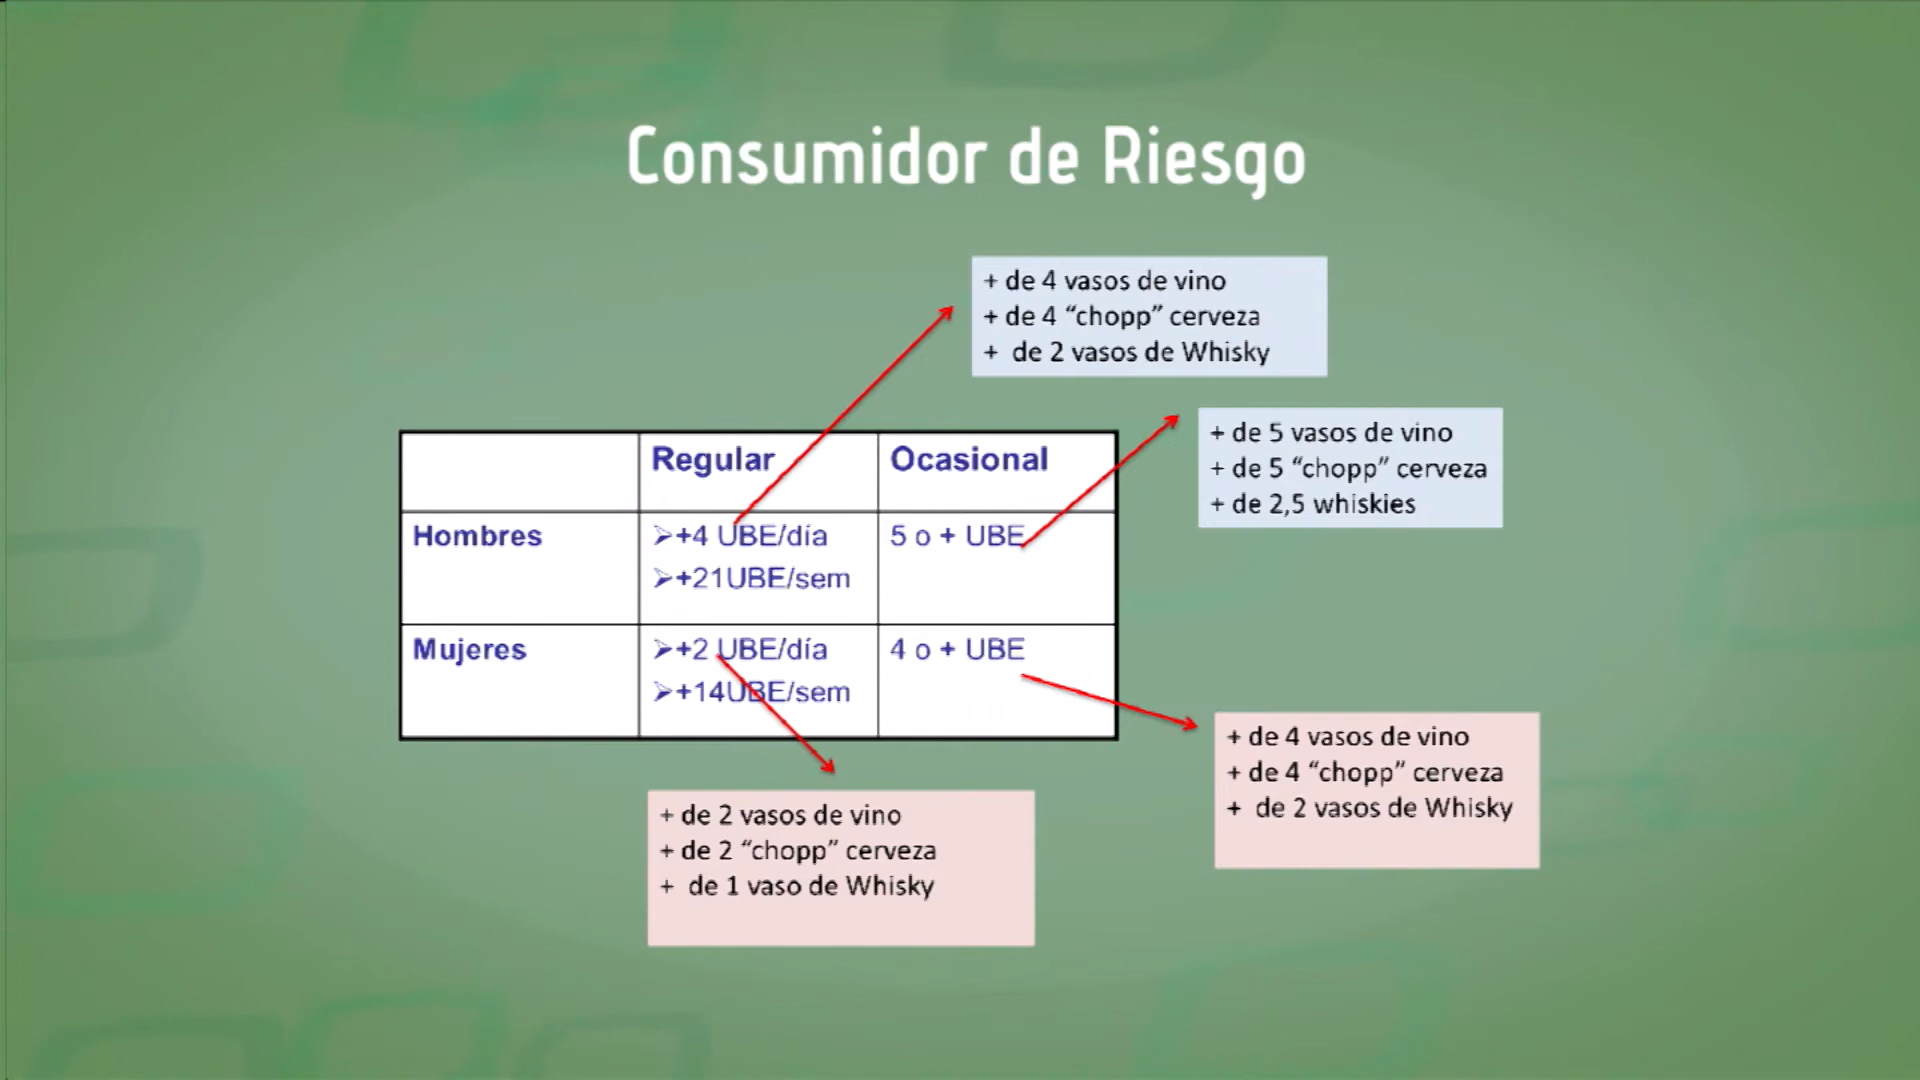 Consumidor de Riesgo
+ de 4 vasos de vino
+ de 4 “chopp” cerveza
+ de 2 vasos de Whisky
+ de 5 vasos de vino
+ de 5 “chopp” cerveza
+ de 2,5 whiskies
Regular
Ocasional
Hombres
➢+4 UBE/día
➢+21UBE/sem
5 o + UBE
Mujeres
➢+2 UBE/día
➢+14UBE/sem
4 o + UBE
+ de 4 vasos de vino
+ de 4 “chopp” cerveza
+ de 2 vasos de Whisky
+ de 2 vasos de vino
+ de 2 “chopp” cerveza
+ de 1 vaso de Whisky